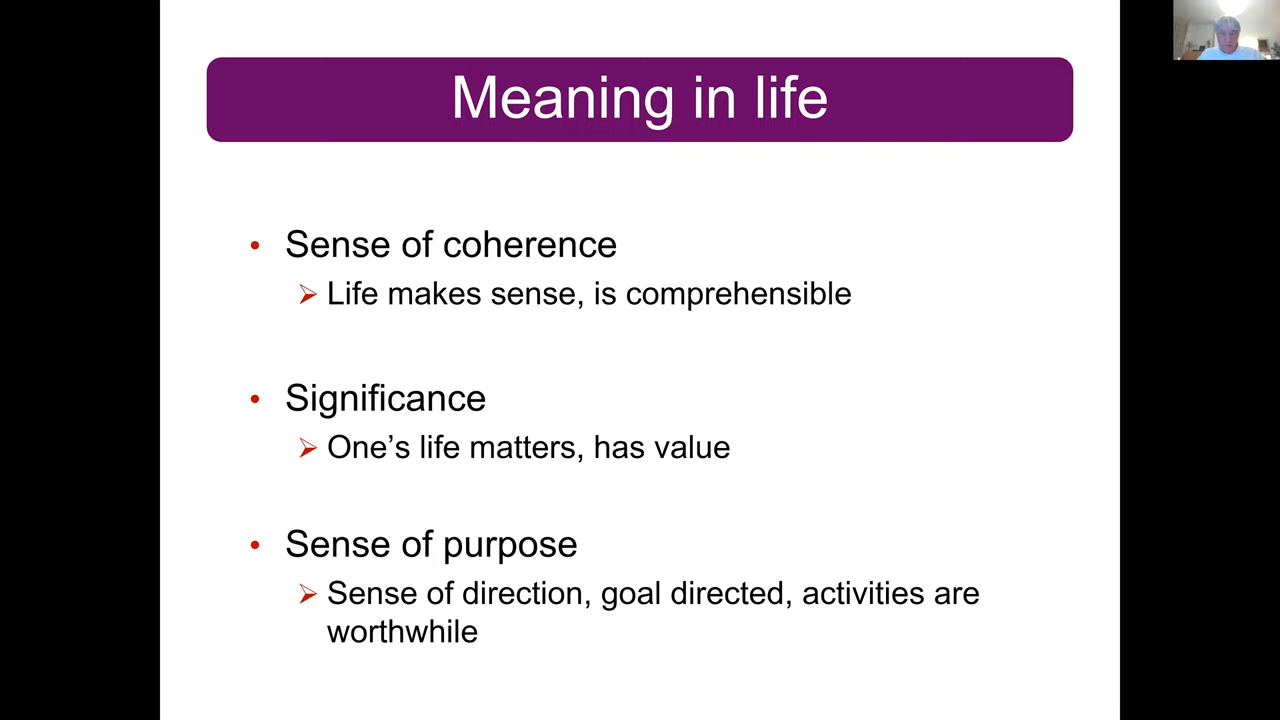 Meaning in life
• Sense of coherence
➢ Life makes sense, is comprehensible
• Significance
➢ One’s life matters, has value
• Sense of purpose
➢ Sense of direction, goal directed, activities are
worthwhile